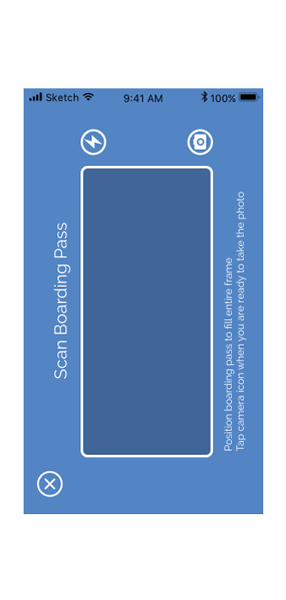 Sketch 9:41 AM 100%
Scan Boarding Pass
Position boarding pass to fill entire frame
Tap camera icon when you are ready to take the photo